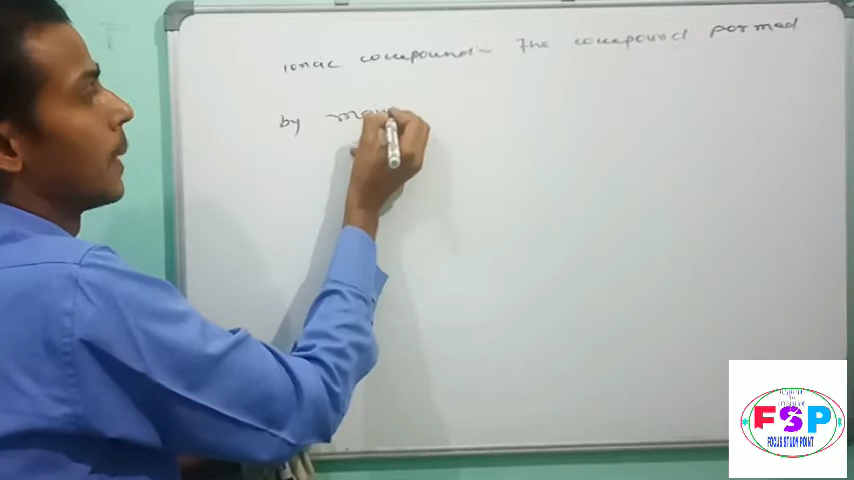 ionic compound - The compound formed
by
FSP
FOCUS STUDY POINT